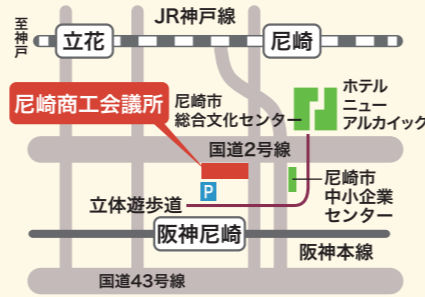 JR神戸線
至神戸
立花
尼崎
尼崎商工会議所
尼崎市
総合文化センター
ホテル
ニュー
アルカイック
国道2号線
P
尼崎市
中小企業
センター
立体遊歩道
阪神尼崎
阪神本線
国道43号線